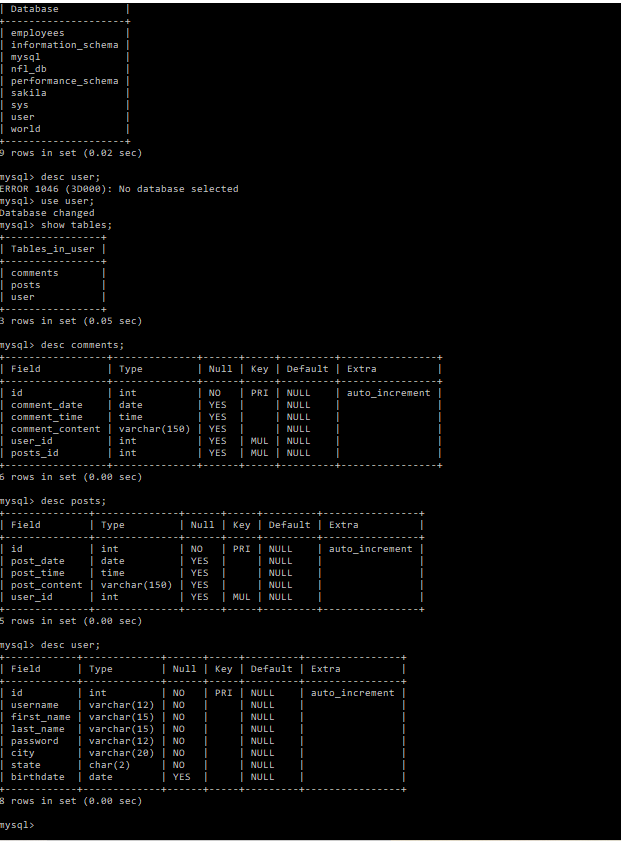 | Database           |
+--------------------+
| employees          |
| information_schema |
| mysql              |
| nfl_db             |
| performance_schema |
| sakila             |
| sys                |
| user               |
| world              |
+--------------------+
9 rows in set (0.02 sec)
mysql> desc user;
ERROR 1046 (3D000): No database selected
mysql> use user;
Database changed
mysql> show tables;
+----------------+
| Tables_in_user |
+----------------+
| comments       |
| posts          |
| user           |
+----------------+
3 rows in set (0.05 sec)
mysql> desc comments;
+-----------------+--------------+------+-----+---------+----------------+
| Field           | Type         | Null | Key | Default | Extra          |
+-----------------+--------------+------+-----+---------+----------------+
| id              | int          | NO   | PRI | NULL    | auto_increment |
| comment_date    | date         | YES  |     | NULL    |                |
| comment_time    | time         | YES  |     | NULL    |                |
| comment_content | varchar(150) | YES  |     | NULL    |                |
| user_id         | int          | YES  | MUL | NULL    |                |
| posts_id        | int          | YES  | MUL | NULL    |                |
+-----------------+--------------+------+-----+---------+----------------+
6 rows in set (0.00 sec)
mysql> desc posts;
+--------------+--------------+------+-----+---------+----------------+
| Field        | Type         | Null | Key | Default | Extra          |
+--------------+--------------+------+-----+---------+----------------+
| id           | int          | NO   | PRI | NULL    | auto_increment |
| post_date    | date         | YES  |     | NULL    |                |
| post_time    | time         | YES  |     | NULL    |                |
| post_content | varchar(150) | YES  |     | NULL    |                |
| user_id      | int          | YES  | MUL | NULL    |                |
+--------------+--------------+------+-----+---------+----------------+
5 rows in set (0.00 sec)
mysql> desc user;
+------------+-------------+------+-----+---------+----------------+
| Field      | Type        | Null | Key | Default | Extra          |
+------------+-------------+------+-----+---------+----------------+
| id         | int         | NO   | PRI | NULL    | auto_increment |
| username   | varchar(12) | NO   |     | NULL    |                |
| first_name | varchar(15) | NO   |     | NULL    |                |
| last_name  | varchar(15) | NO   |     | NULL    |                |
| password   | varchar(12) | NO   |     | NULL    |                |
| city       | varchar(20) | NO   |     | NULL    |                |
| state      | char(2)     | NO   |     | NULL    |                |
| birthdate  | date        | YES  |     | NULL    |                |
+------------+-------------+------+-----+---------+----------------+
8 rows in set (0.00 sec)
mysql>